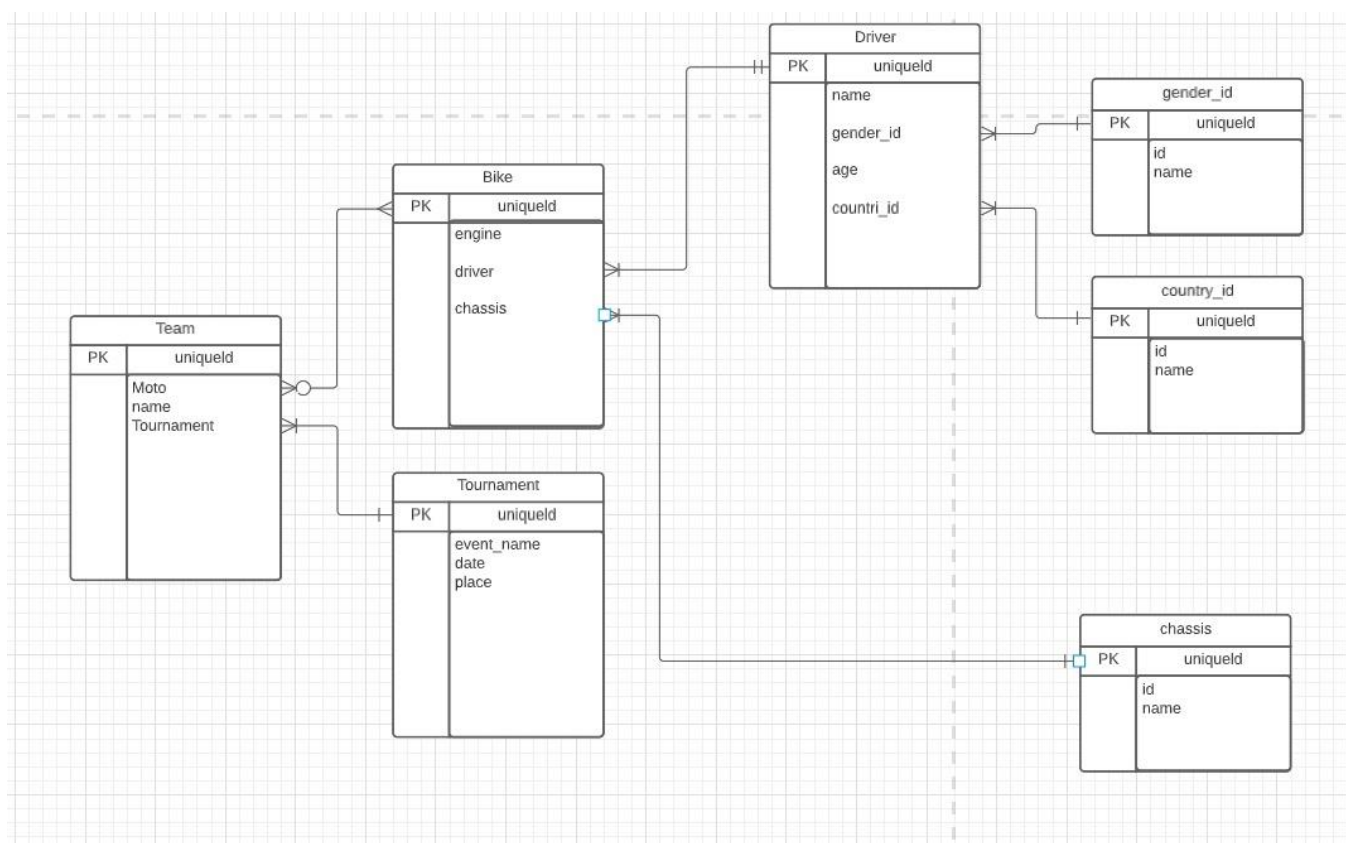 Driver
PK uniqueId
name
gender_id
age
countri_id
gender_id
PK uniqueId
id
name
Bike
PK uniqueId
engine
driver
chassis
country_id
PK uniqueId
id
name
Team
PK uniqueId
Moto
name
Tournament
Tournament
PK uniqueId
event_name
date
place
chassis
PK uniqueId
id
name